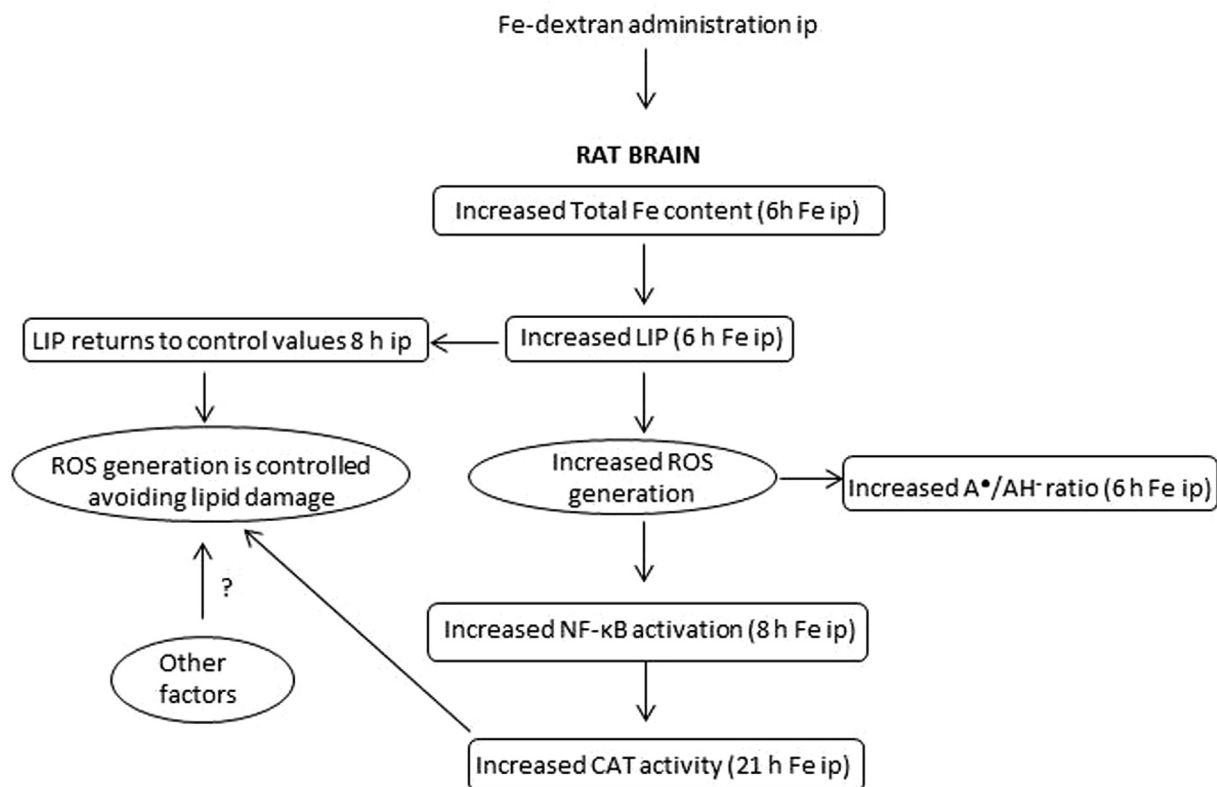 Fe-dextran administration ip
RAT BRAIN
Increased Total Fe content (6h Fe ip)
LIP returns to control values 8 h ip
Increased LIP (6 h Fe ip)
ROS generation is controlled
avoiding lipid damage
Increased ROS
generation
Increased A•/AH⁻ ratio (6 h Fe ip)
?
Increased NF-κB activation (8 h Fe ip)
Other
factors
Increased CAT activity (21 h Fe ip)